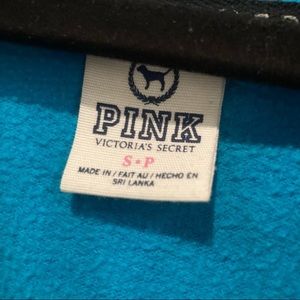 PINK
VICTORIA'S SECRET
S•P
MADE IN / FAIT AU / HECHO EN
SRI LANKA